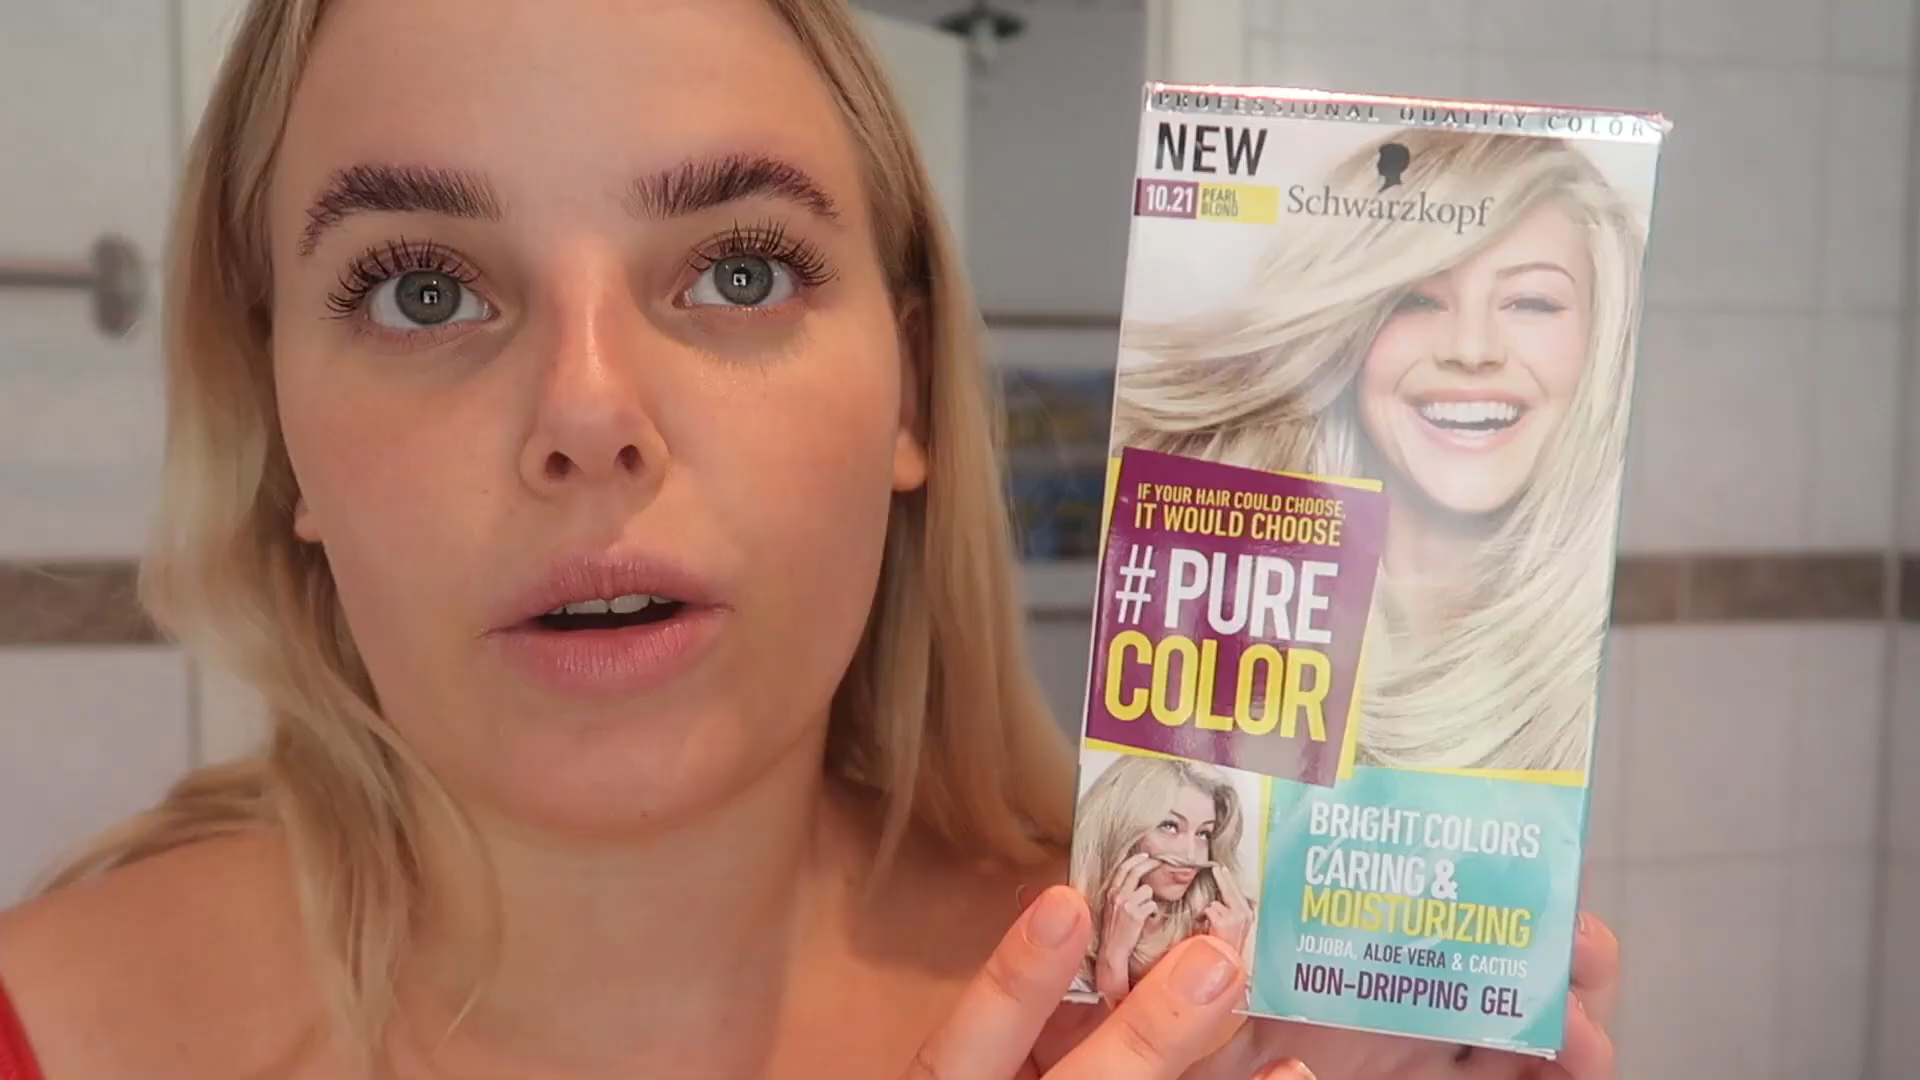 PROFESSIONAL QUALITY COLOR
NEW
10.21 PEARL
BLOND
Schwarzkopf
IF YOUR HAIR COULD CHOOSE,
IT WOULD CHOOSE
#PURE
COLOR
BRIGHT COLORS
CARING &
MOISTURIZING
JOJOBA, ALOE VERA & CACTUS
NON-DRIPPING GEL